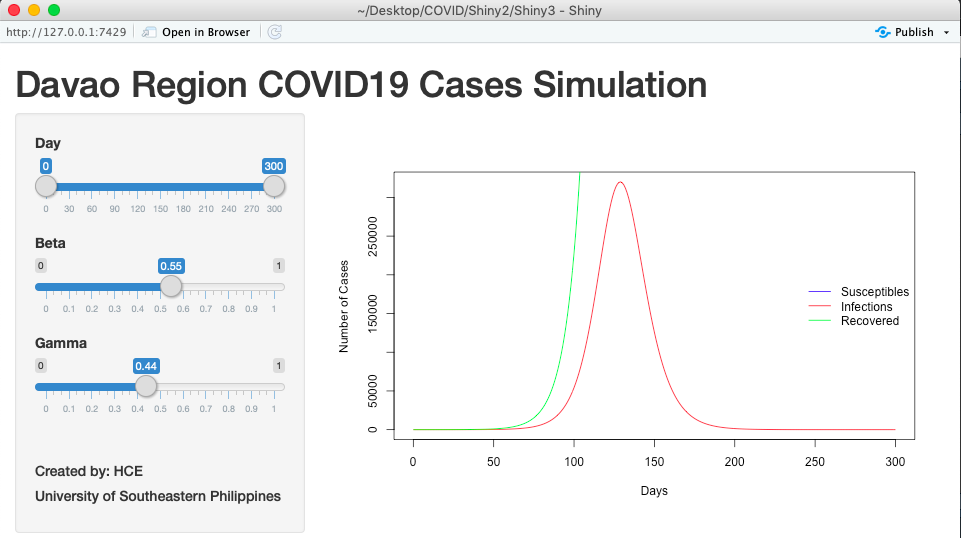 ~/Desktop/COVID/Shiny2/Shiny3 - Shiny
http://127.0.0.1:7429 Open in Browser Publish
Davao Region COVID19 Cases Simulation
Day
0 300
0 30 60 90 120 150 180 210 240 270 300
Beta
0 0.55 1
0 0.1 0.2 0.3 0.4 0.5 0.6 0.7 0.8 0.9 1
Gamma
0 0.44 1
0 0.1 0.2 0.3 0.4 0.5 0.6 0.7 0.8 0.9 1
Created by: HCE
University of Southeastern Philippines
Number of Cases
250000
150000
50000
0
Susceptibles
Infections
Recovered
0 50 100 150 200 250 300
Days